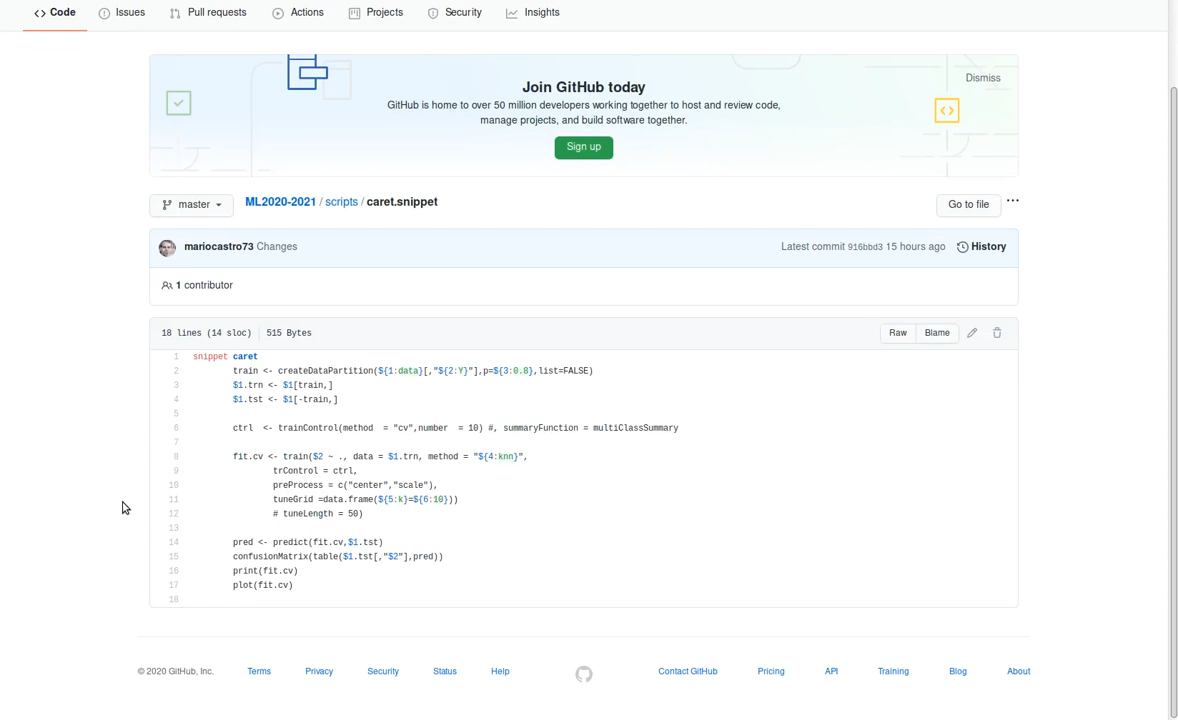 Code Issues Pull requests Actions Projects Security Insights
Join GitHub today
Dismiss
GitHub is home to over 50 million developers working together to host and review code,
manage projects, and build software together.
Sign up
master ML2020-2021 / scripts / caret.snippet Go to file ...
mariocastro73 Changes Latest commit 916bbd3 15 hours ago History
1 contributor
18 lines (14 sloc) 515 Bytes Raw Blame
1 snippet caret
2 train <- createDataPartition(${1:data}[,"${2:Y}"],p=${3:0.8},list=FALSE)
3 $1.trn <- $1[train,]
4 $1.tst <- $1[-train,]
5
6 ctrl  <- trainControl(method  = "cv",number  = 10) #, summaryFunction = multiClassSummary
7
8 fit.cv <- train($2 ~ ., data = $1.trn, method = "${4:knn}",
9 trControl = ctrl,
10 preProcess = c("center","scale"),
11 tuneGrid =data.frame(${5:k}=${6:10}))
12 # tuneLength = 50)
13
14 pred <- predict(fit.cv,$1.tst)
15 confusionMatrix(table($1.tst[,"$2"],pred))
16 print(fit.cv)
17 plot(fit.cv)
18
© 2020 GitHub, Inc. Terms Privacy Security Status Help Contact GitHub Pricing API Training Blog About